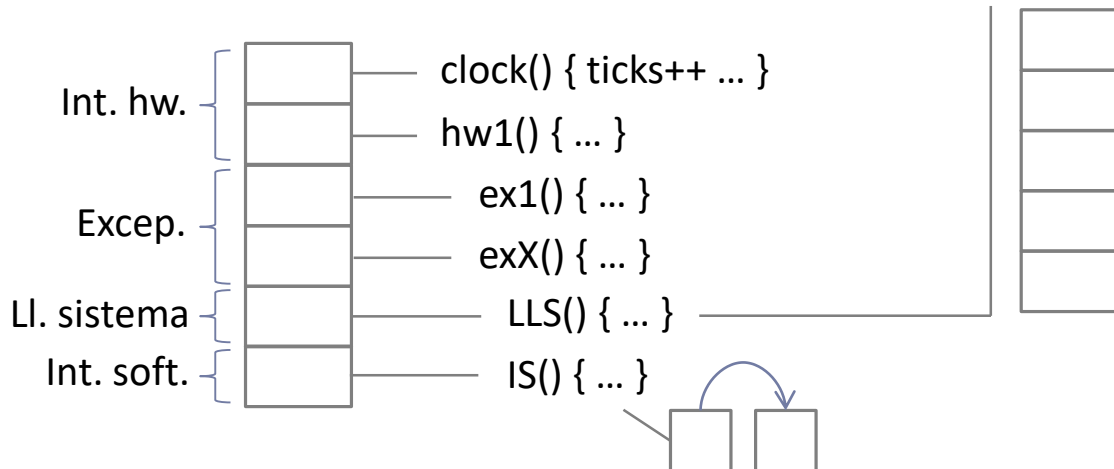 Int. hw.
clock() { ticks++ … }
hw1() { … }
Excep.
ex1() { … }
exX() { … }
Ll. sistema
LLS() { … }
Int. soft.
IS() { … }